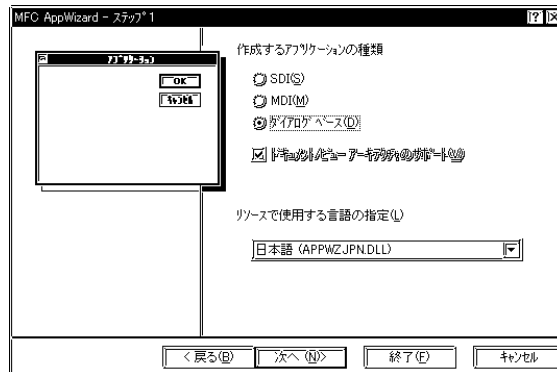 MFC AppWizard - ステップ 1
アプリケーション
OK
キャンセル
作成するアプリケーションの種類
SDI(S)
MDI(M)
ダイアログ ベース(D)
ドキュメント/ビュー アーキテクチャのサポート(V)
リソースで使用する言語の指定(L)
日本語 (APPWZJPN.DLL)
< 戻る(B)
次へ (N)>
終了(F)
キャンセル